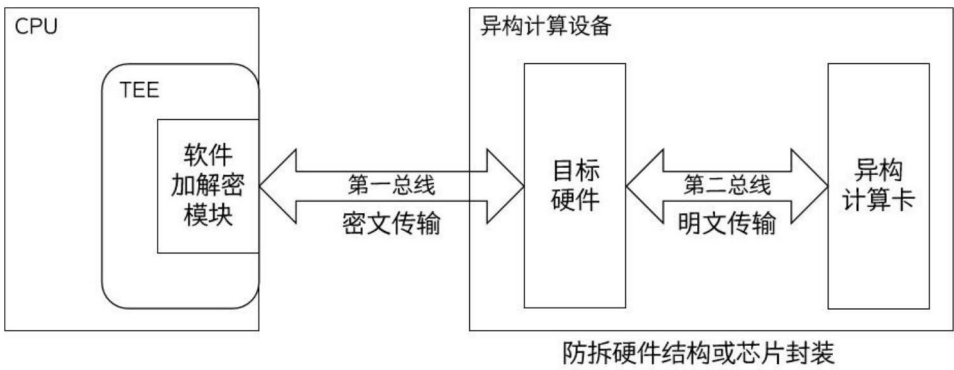 CPU
TEE
软件
加解密
模块
第一总线
密文传输
异构计算设备
目标
硬件
第二总线
明文传输
异构
计算卡
防拆硬件结构或芯片封装